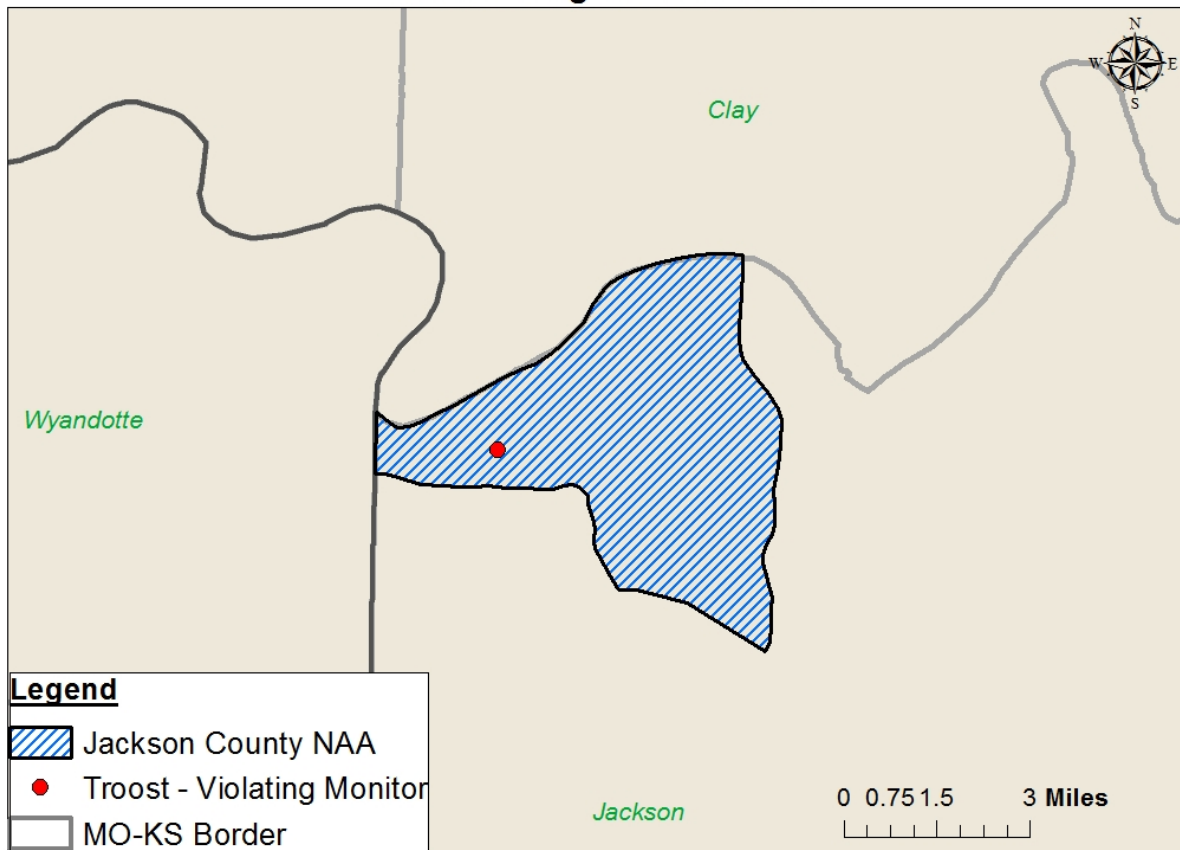 N
W E
S
Clay
Wyandotte
Legend
Jackson County NAA
Troost - Violating Monitor
MO-KS Border
Jackson
0 0.75 1.5 3 Miles